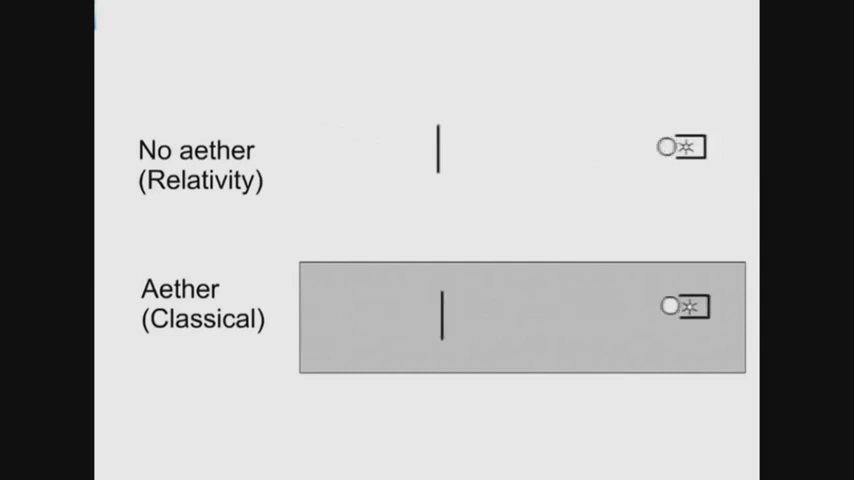 No aether
(Relativity)
Aether
(Classical)